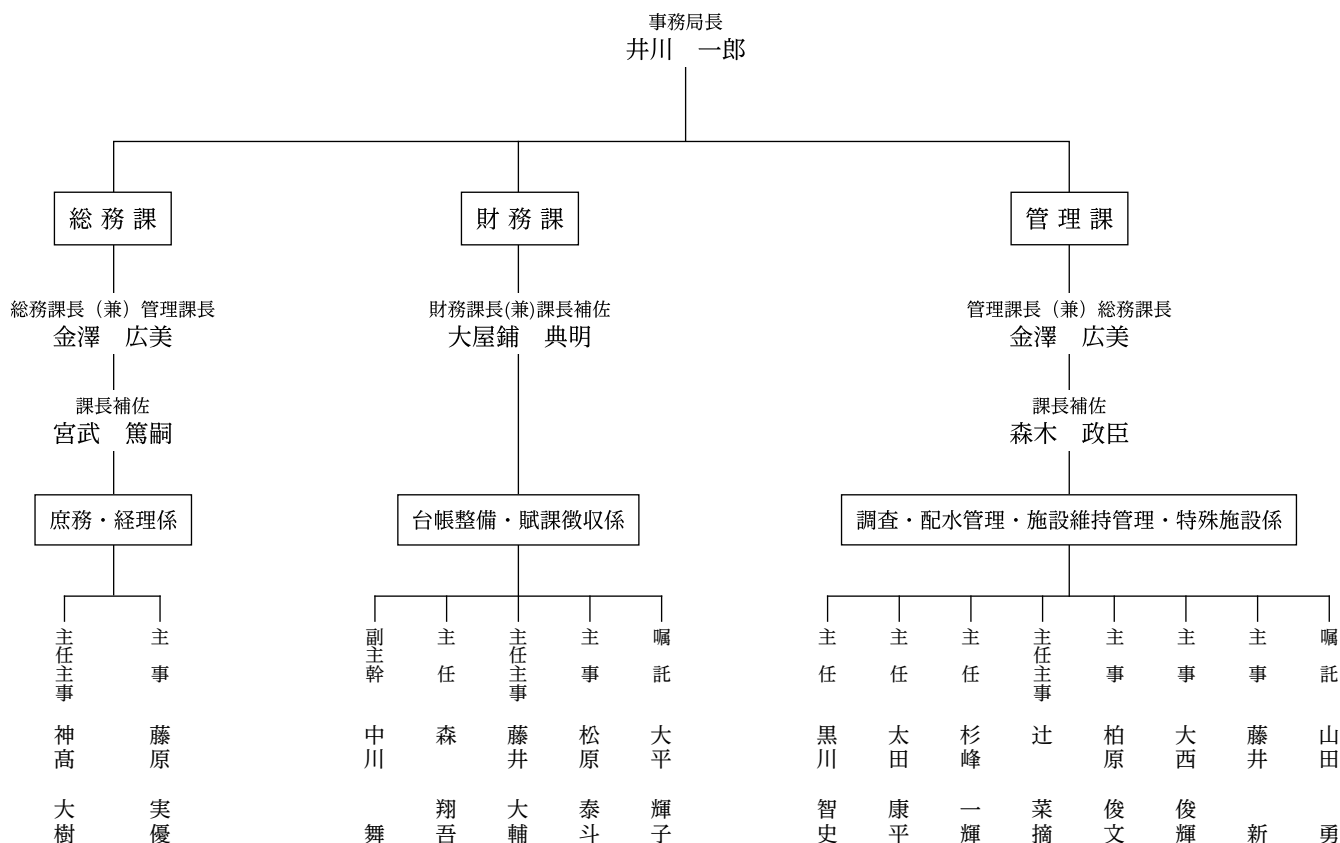 事務局長
井川　一郎
総務課
財務課
管理課
総務課長（兼）管理課長
金澤　広美
財務課長(兼)課長補佐
大屋鋪　典明
管理課長（兼）総務課長
金澤　広美
課長補佐
宮武　篤嗣
課長補佐
森木　政臣
庶務・経理係
台帳整備・賦課徴収係
調査・配水管理・施設維持管理・特殊施設係
主任主事
神髙　大樹
主事
藤原　実優
副主幹
中川　舞
主任
森　翔吾
主任主事
藤井　大輔
主事
松原　泰斗
嘱託
大平　輝子
主任
黒川　智史
主任
太田　康平
主任
杉峰　一輝
主任主事
辻　菜摘
主事
柏原　俊文
主事
大西　俊輝
主事
藤井　新
嘱託
山田　勇